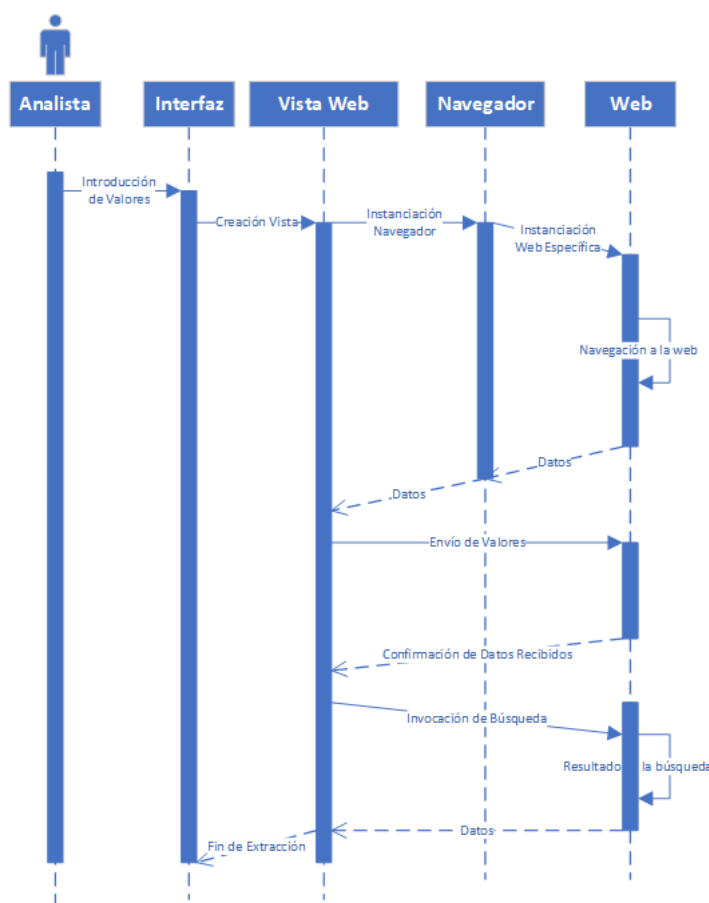 Analista
Interfaz
Vista Web
Navegador
Web
Introducción
de Valores
Creación Vista
Instanciación
Navegador
Instanciación
Web Específica
Navegación a la web
Datos
Datos
Envío de Valores
Confirmación de Datos Recibidos
Invocación de Búsqueda
Resultado la búsqueda
Datos
Fin de Extracción